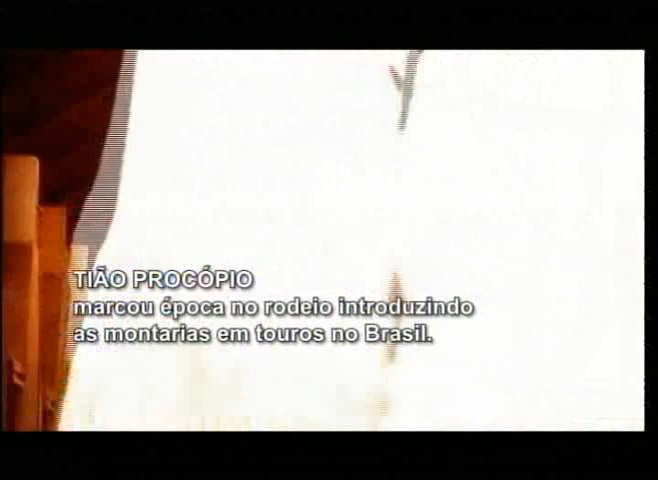 TIÃO PROCÓPIO
marcou época no rodeio introduzindo
as montarias em touros no Brasil.